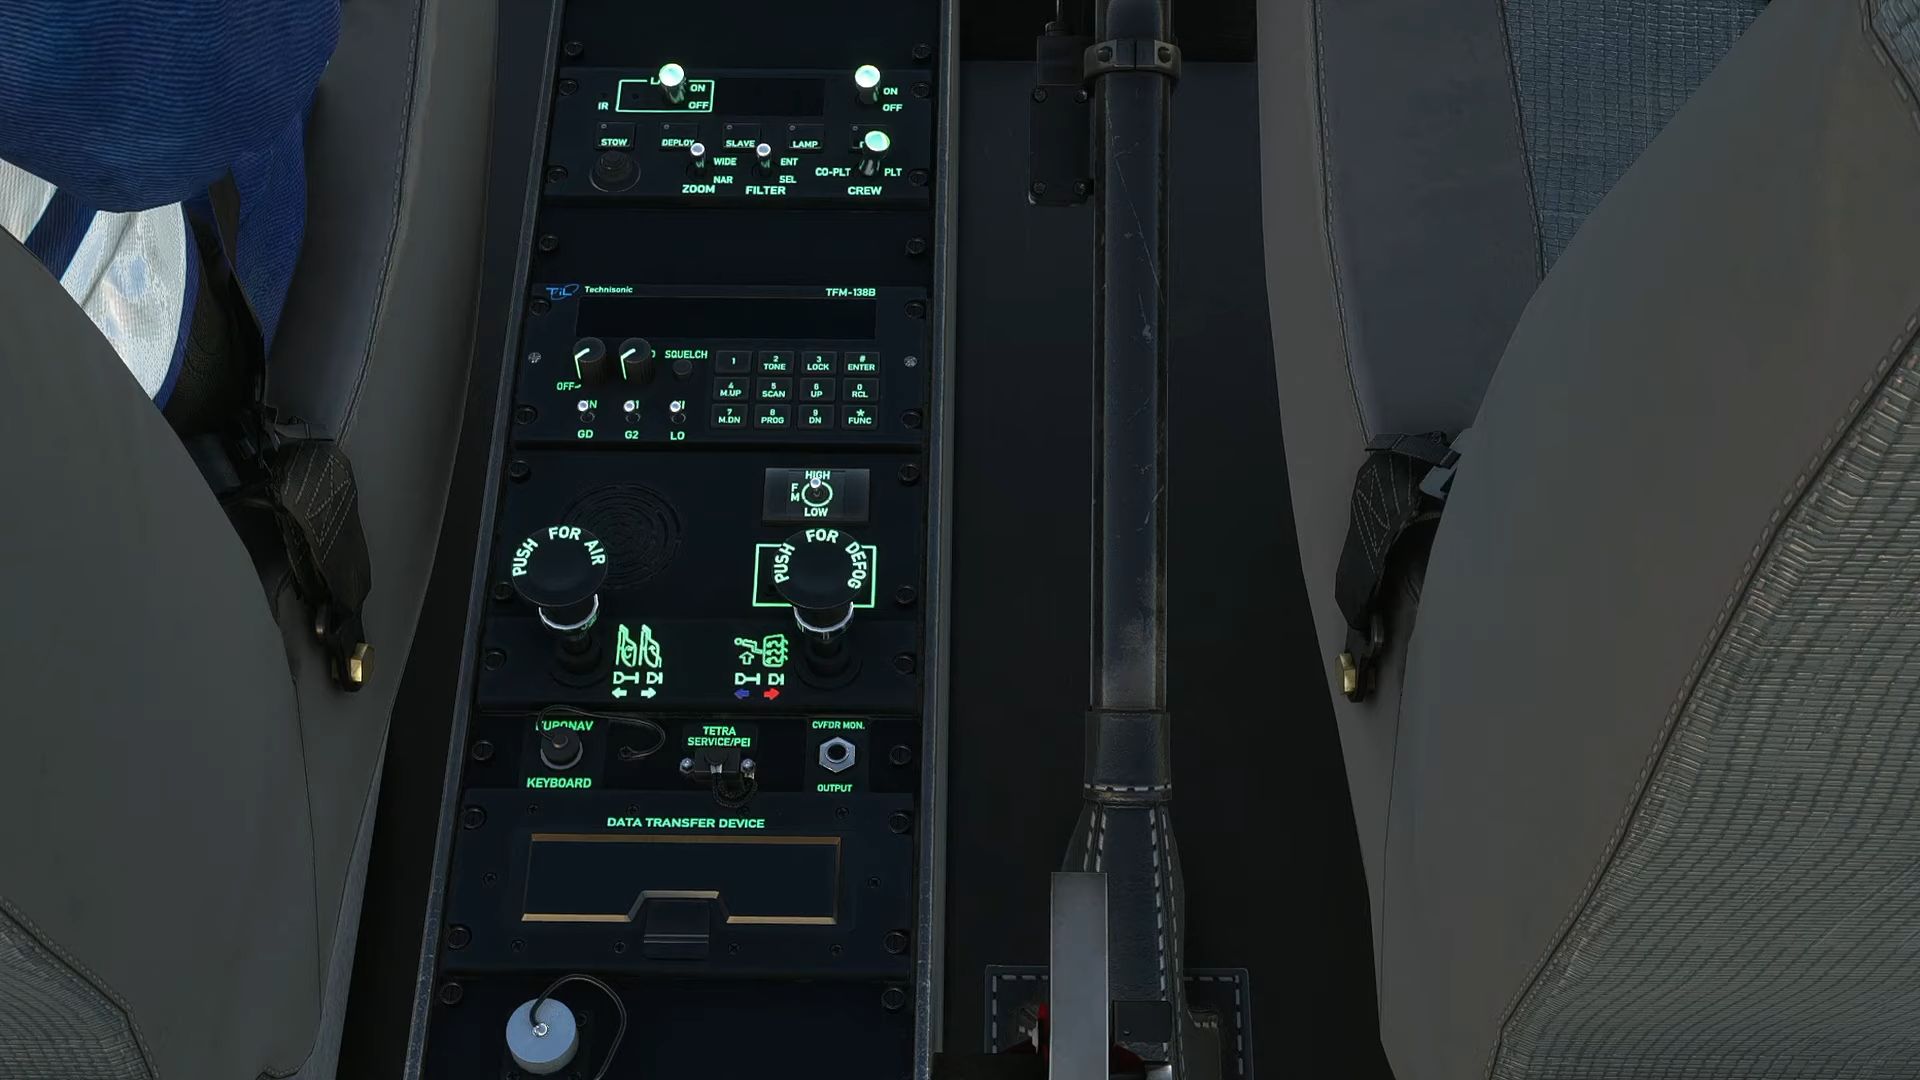 ON
IR
OFF
ON
OFF
STOW
DEPLOY
SLAVE
LAMP
WIDE
NAR
ZOOM
ENT
SEL
FILTER
CO-PLT
PLT
CREW
TiL Technisonic
TFM-138B
OFF
SQUELCH
1
2 TONE
3 LOCK
# ENTER
4 M.UP
5 SCAN
6 UP
0 RCL
7 M.DN
8 PROG
9 DN
* FUNC
GD
G2
LO
HIGH
FM
LOW
PUSH FOR AIR
PUSH FOR DEFOG
KEYBOARD
TETRA
SERVICE/PEI
CVFDR MON.
OUTPUT
DATA TRANSFER DEVICE